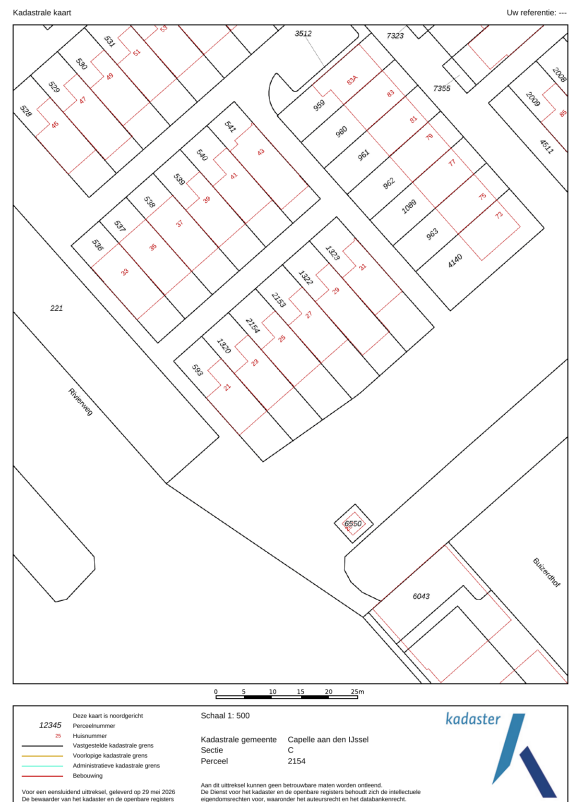 Kadastrale kaart
Uw referentie: ---
3512
7323
531
51
53
530
49
529
47
528
45
7355
2008
2009
85
4511
83A
959
83
960
81
79
961
77
962
75
1089
73
963
4140
541
43
540
41
539
39
538
37
537
35
536
33
1323
31
1322
29
2153
27
2154
25
1320
23
593
21
221
Rivierweg
6550
Buizerdhof
6043
0 5 10 15 20 25m
12345
25
Deze kaart is noordgericht
Perceelnummer
Huisnummer
Vastgestelde kadastrale grens
Voorlopige kadastrale grens
Administratieve kadastrale grens
Bebouwing
Voor een eensluidend uittreksel, geleverd op 29 mei 2026
De bewaarder van het kadaster en de openbare registers
Schaal 1: 500
Kadastrale gemeente Capelle aan den IJssel
Sectie C
Perceel 2154
Aan dit uittreksel kunnen geen betrouwbare maten worden ontleend.
De Dienst voor het kadaster en de openbare registers behoudt zich de intellectuele
eigendomsrechten voor, waaronder het auteursrecht en het databankenrecht.
kadaster